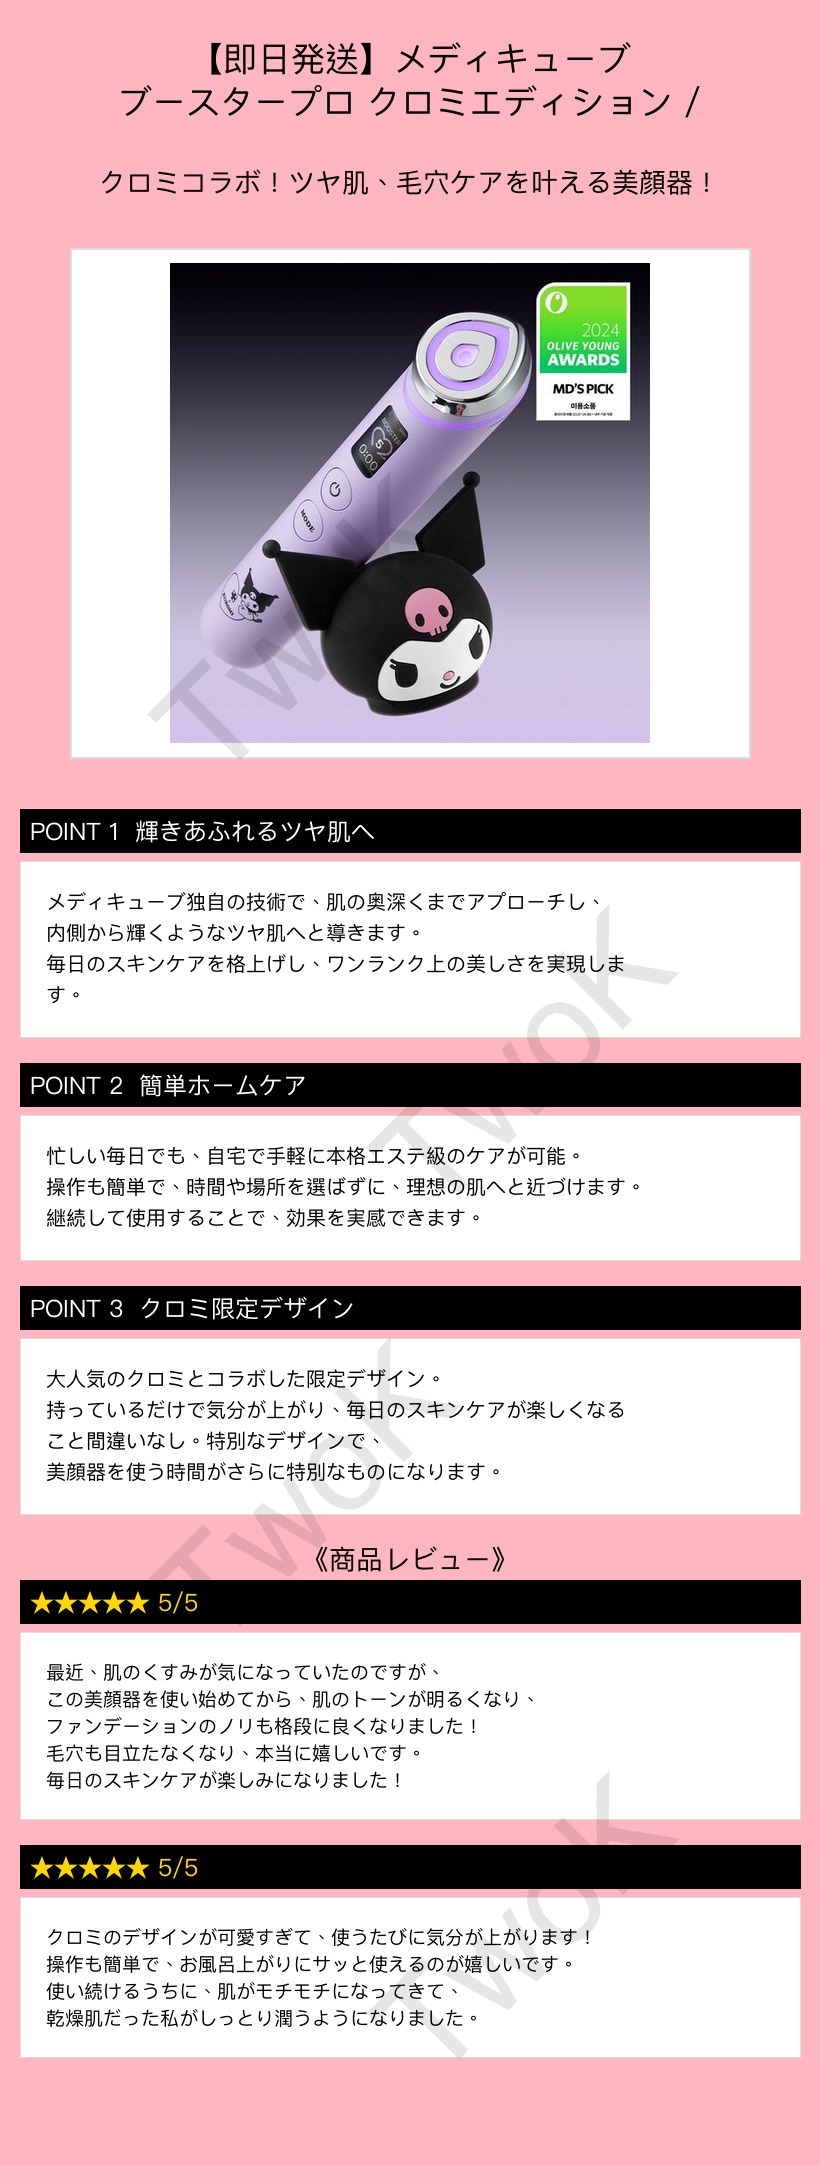 【即日発送】メディキューブ
ブースタープロ クロミエディション /
クロミコラボ！ツヤ肌、毛穴ケアを叶える美顔器！
2024
OLIVE YOUNG
AWARDS
MD'S PICK
미용소품
BOOSTER
5
0:00
MODE
KUROMI
POINT 1 輝きあふれるツヤ肌へ
メディキューブ独自の技術で、肌の奥深くまでアプローチし、
内側から輝くようなツヤ肌へと導きます。
毎日のスキンケアを格上げし、ワンランク上の美しさを実現しま
す。
POINT 2 簡単ホームケア
忙しい毎日でも、自宅で手軽に本格エステ級のケアが可能。
操作も簡単で、時間や場所を選ばずに、理想の肌へと近づけます。
継続して使用することで、効果を実感できます。
POINT 3 クロミ限定デザイン
大人気のクロミとコラボした限定デザイン。
持っているだけで気分が上がり、毎日のスキンケアが楽しくなる
こと間違いなし。特別なデザインで、
美顔器を使う時間がさらに特別なものになります。
《商品レビュー》
★★★★★ 5/5
最近、肌のくすみが気になっていたのですが、
この美顔器を使い始めてから、肌のトーンが明るくなり、
ファンデーションのノリも格段に良くなりました！
毛穴も目立たなくなり、本当に嬉しいです。
毎日のスキンケアが楽しみになりました！
★★★★★ 5/5
クロミのデザインが可愛すぎて、使うたびに気分が上がります！
操作も簡単で、お風呂上がりにサッと使えるのが嬉しいです。
使い続けるうちに、肌がモチモチになってきて、
乾燥肌だった私がしっとり潤うようになりました。
TwoK
TwoK
TwoK
TwoK